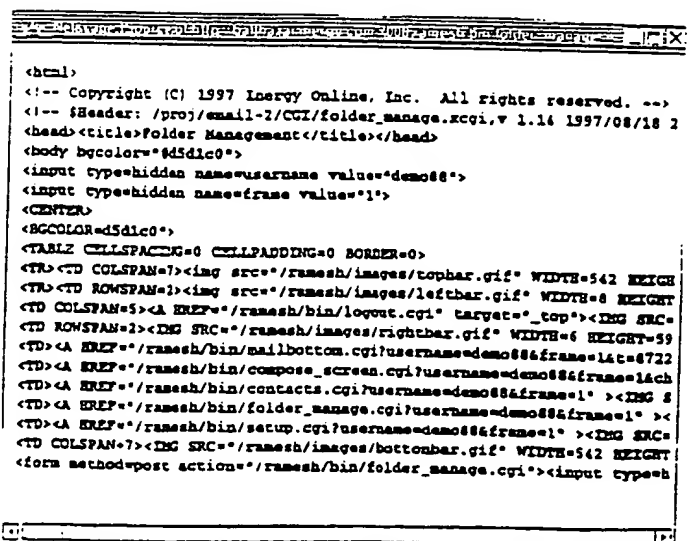 <html>
<!-- Copyright (C) 1997 Inergy Online, Inc. All rights reserved. -->
<!-- $Header: /proj/email-2/CGI/folder_manage.xcgi,v 1.14 1997/08/18 2
<head><title>Folder Management</title></head>
<body bgcolor="#d5d1c0">
<input type=hidden name=username value="demo88">
<input type=hidden name=frame value="1">
<CENTER>
<BGCOLOR=d5d1c0">
<TABLE CELLSPACING=0 CELLPADDING=0 BORDER=0>
<TR><TD COLSPAN=7><img src="/ramesh/images/topbar.gif" WIDTH=542 HEIGH
<TR><TD ROWSPAN=2><img src="/ramesh/images/leftbar.gif" WIDTH=8 HEIGHT
<TD COLSPAN=5><A HREF="/ramesh/bin/logout.cgi" target="_top"><IMG SRC=
<TD ROWSPAN=2><IMG SRC="/ramesh/images/rightbar.gif" WIDTH=6 HEIGHT=59
<TD><A HREF="/ramesh/bin/mailbottom.cgi?username=demo88&frame=1&t=8722
<TD><A HREF="/ramesh/bin/compose_screen.cgi?username=demo88&frame=1&ch
<TD><A HREF="/ramesh/bin/contacts.cgi?username=demo88&frame=1" ><IMG S
<TD><A HREF="/ramesh/bin/folder_manage.cgi?username=demo88&frame=1" ><
<TD><A HREF="/ramesh/bin/setup.cgi?username=demo88&frame=1" ><IMG SRC=
<TD COLSPAN=7><IMG SRC="/ramesh/images/bottonbar.gif" WIDTH=542 HEIGHT
<form method=post action="/ramesh/bin/folder_manage.cgi"><input type=h